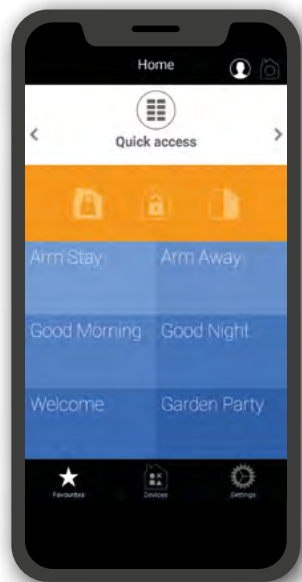 Home
Quick access
Arm Stay Arm Away
Good Morning Good Night
Welcome Garden Party
Favourites Devices Settings